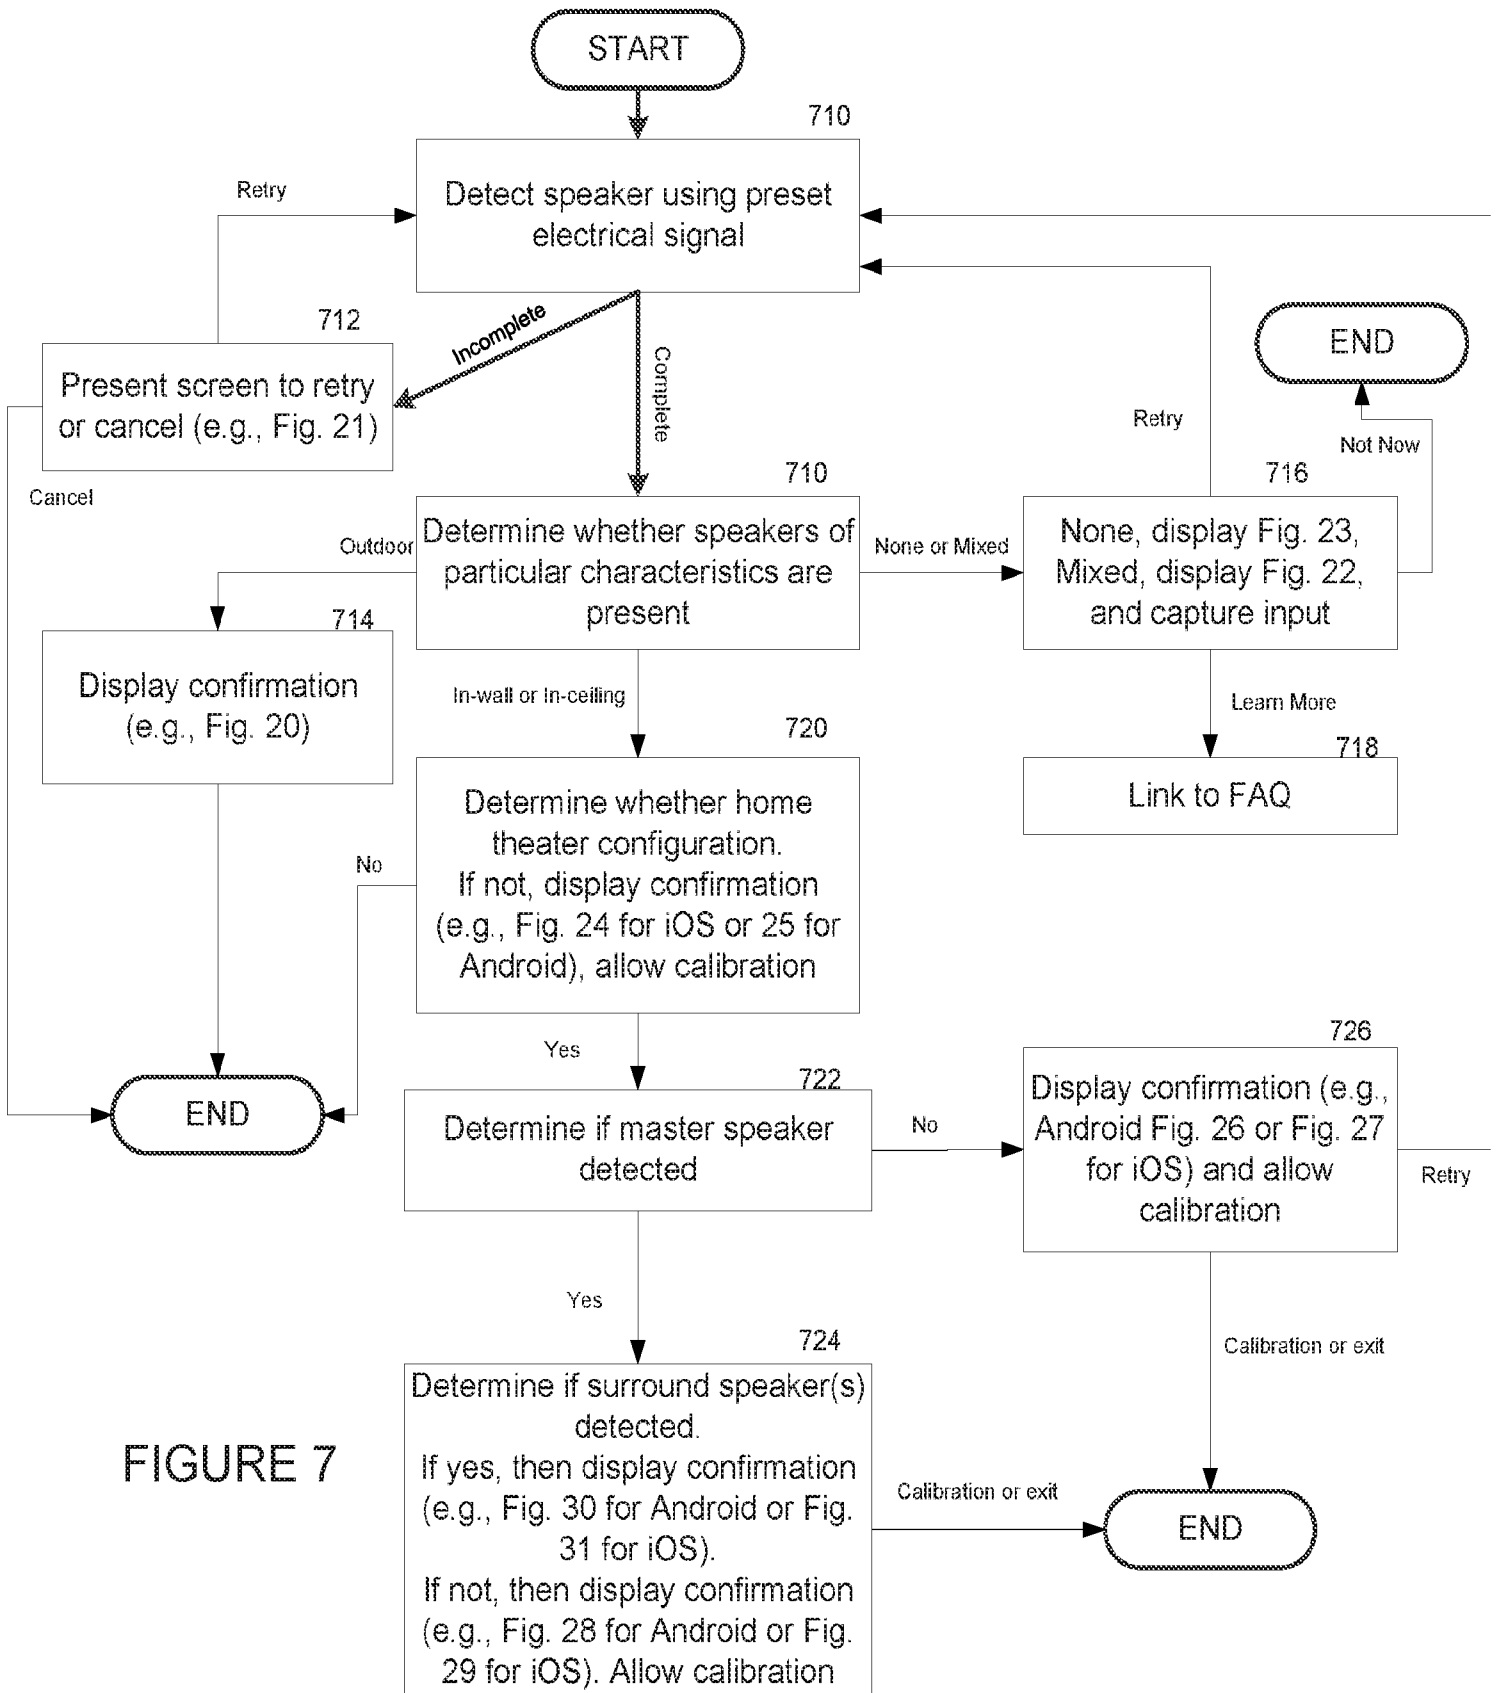 START
710
Detect speaker using preset
electrical signal
Retry
Incomplete
Complete
712
Present screen to retry
or cancel (e.g., Fig. 21)
Cancel
END
Retry
Not Now
710
Determine whether speakers of
particular characteristics are
present
Outdoor
None or Mixed
716
None, display Fig. 23,
Mixed, display Fig. 22,
and capture input
714
Display confirmation
(e.g., Fig. 20)
In-wall or In-ceiling
Learn More
718
Link to FAQ
720
Determine whether home
theater configuration.
If not, display confirmation
(e.g., Fig. 24 for iOS or 25 for
Android), allow calibration
No
Yes
END
722
Determine if master speaker
detected
No
726
Display confirmation (e.g.,
Android Fig. 26 or Fig. 27
for iOS) and allow
calibration
Retry
Yes
Calibration or exit
724
Determine if surround speaker(s)
detected.
If yes, then display confirmation
(e.g., Fig. 30 for Android or Fig.
31 for iOS).
If not, then display confirmation
(e.g., Fig. 28 for Android or Fig.
29 for iOS). Allow calibration
Calibration or exit
END
FIGURE 7